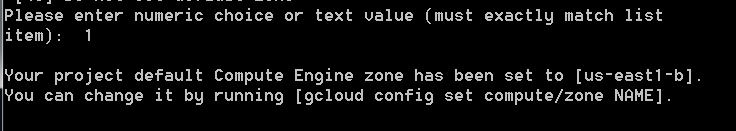 Please enter numeric choice or text value (must exactly match list
item):  1
Your project default Compute Engine zone has been set to [us-east1-b].
You can change it by running [gcloud config set compute/zone NAME].